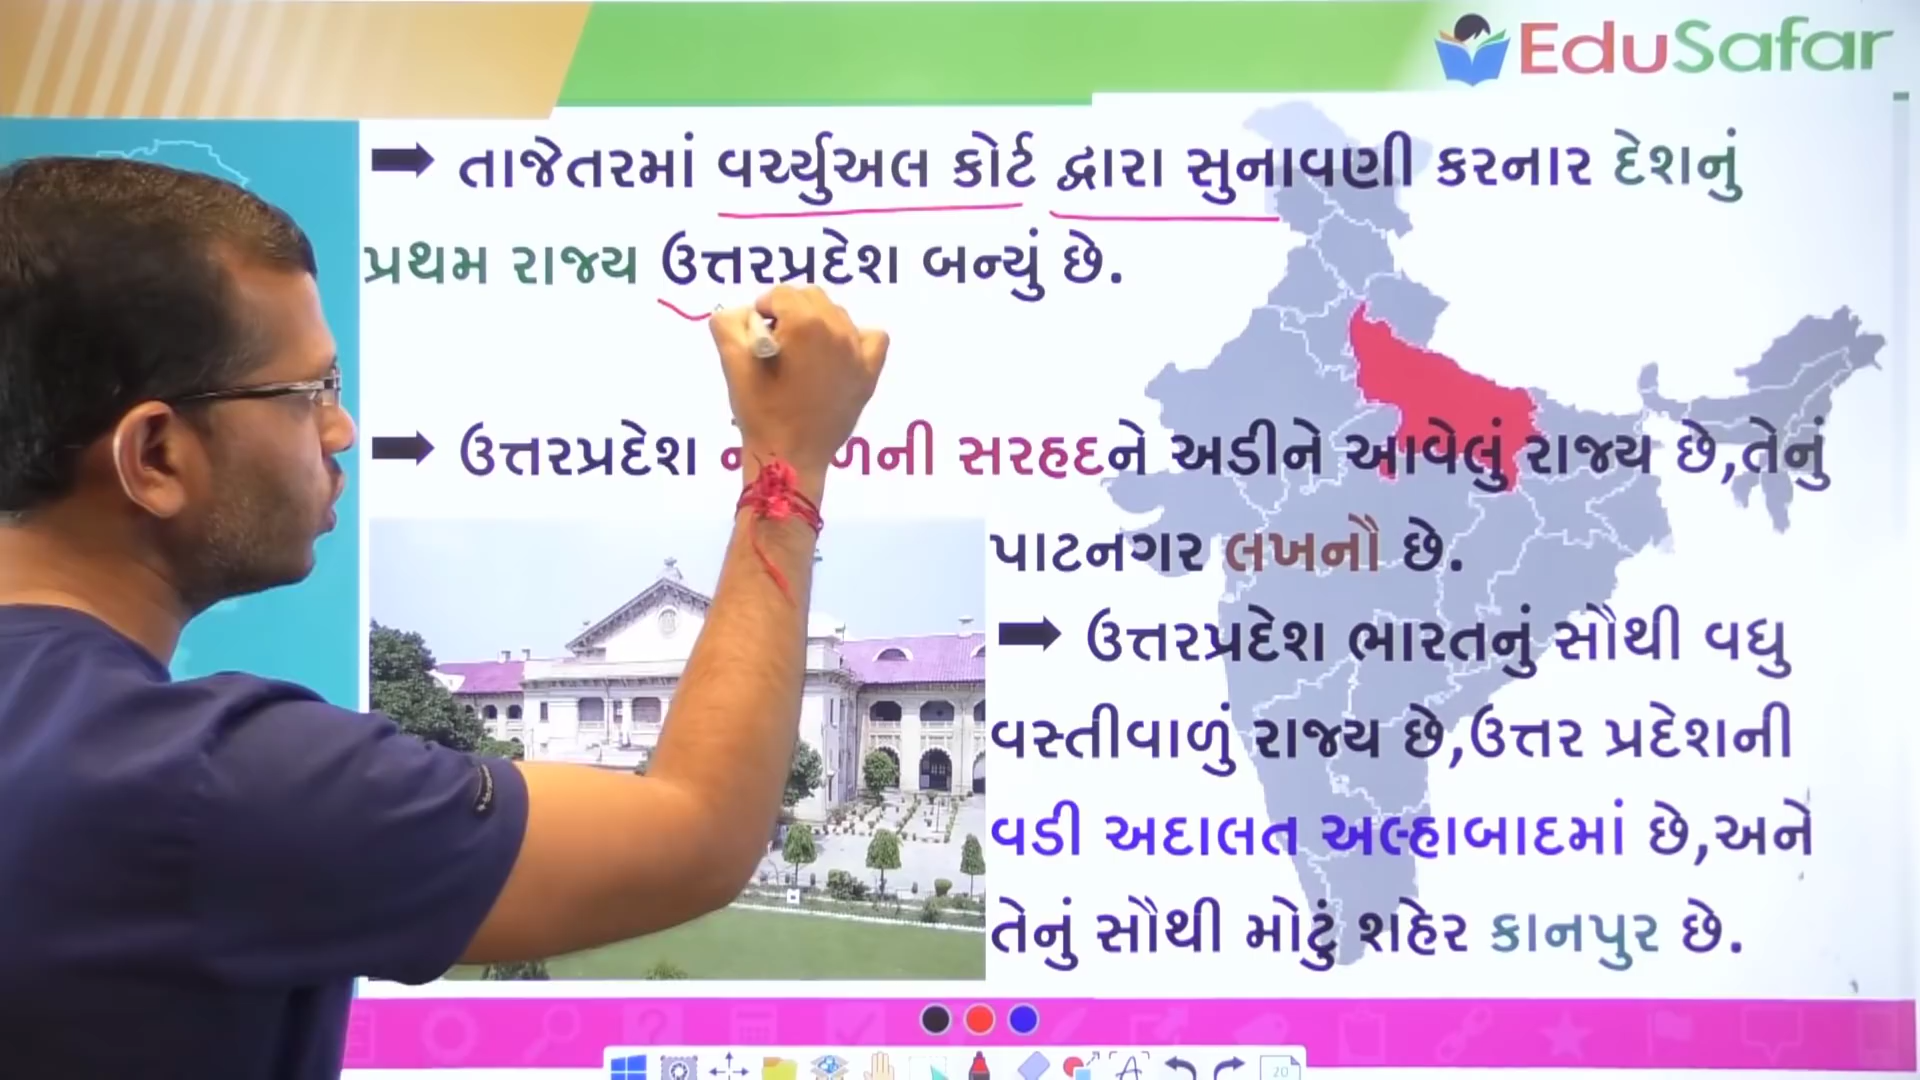 EduSafar
તાજેતરમાં વર્ચ્યુઅલ કોર્ટ દ્વારા સુનાવણી કરનાર દેશનું
પ્રથમ રાજ્ય ઉત્તરપ્રદેશ બન્યું છે.
ઉત્તરપ્રદેશ સરહદને અડીને આવેલું રાજ્ય છે,તેનું
પાટનગર લખનૌ છે.
ઉત્તરપ્રદેશ ભારતનું સૌથી વધુ
વસ્તીવાળું રાજ્ય છે,ઉત્તર પ્રદેશની
વડી અદાલત અલ્હાબાદમાં છે,અને
તેનું સૌથી મોટું શહેર કાનપુર છે.
20